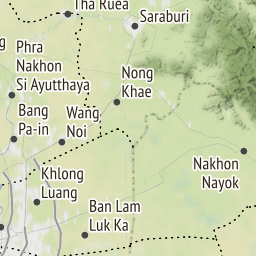 Tha Ruea
Saraburi
g
Phra
Nakhon
Si Ayutthaya
Nong
Khae
Bang
Pa-in
Wang
Noi
Nakhon
Nayok
Khlong
Luang
Ban Lam
Luk Ka